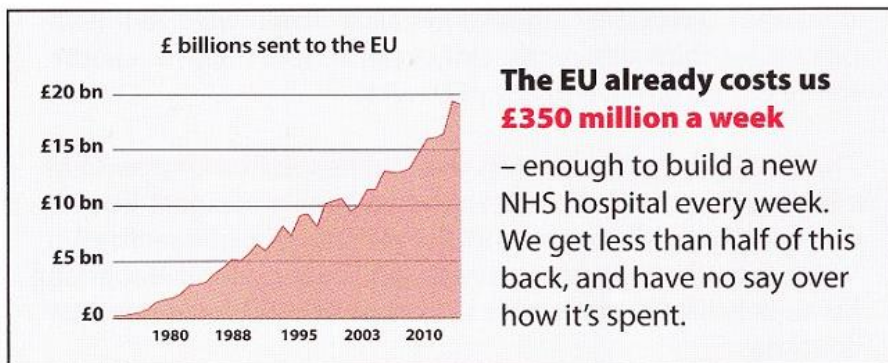 £ billions sent to the EU
£20 bn
£15 bn
£10 bn
£5 bn
£0
1980 1988 1995 2003 2010
The EU already costs us
£350 million a week
– enough to build a new
NHS hospital every week.
We get less than half of this
back, and have no say over
how it's spent.